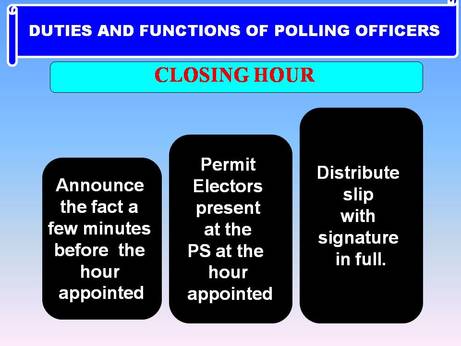 DUTIES AND FUNCTIONS OF POLLING OFFICERS
CLOSING HOUR
Announce
the fact a
few minutes
before the
hour
appointed
Permit
Electors
present
at the
PS at the
hour
appointed
Distribute
slip
with
signature
in full.